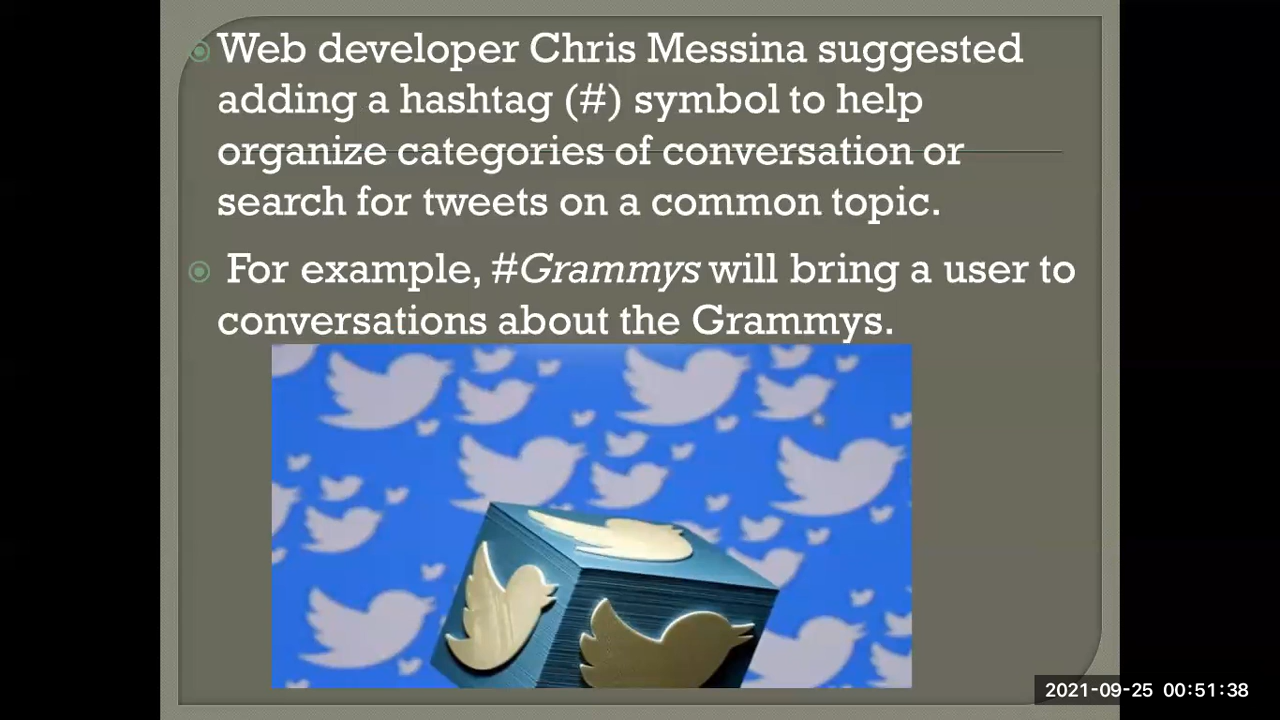 Web developer Chris Messina suggested
adding a hashtag (#) symbol to help
organize categories of conversation or
search for tweets on a common topic.
For example, #Grammys will bring a user to
conversations about the Grammys.
2021-09-25 00:51:38